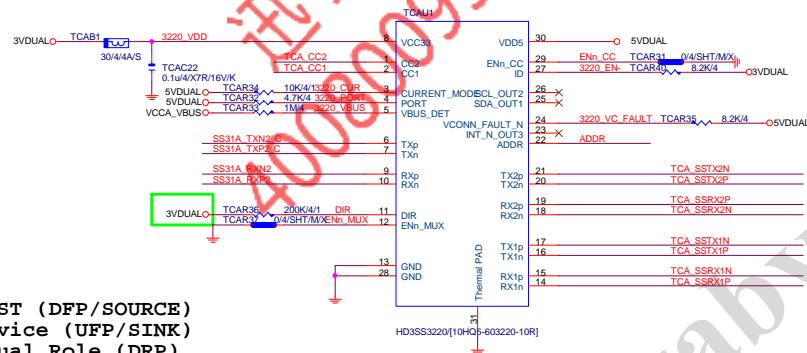 TCAU1
3VDUAL
TCAB1
30/4/4A/S
3220_VDD
TCAC22
0.1u/4/X7R/16V/K
TCA_CC2
TCA_CC1
5VDUAL TCAR34 10K/4/1 3220_CUR
5VDUAL TCAR32 4.7K/4 3220_PORT
VCCA_VBUS TCAR33 1M/4 3220_VBUS
SS31A_TXN2_C
SS31A_TXP2_C
SS31A_RXN2
SS31A_RXP2
3VDUAL TCAR36 200K/4/1 DIR
TCAR37 0/4/SHT/M/X ENn_MUX
8 VCC33
1 CC2
2 CC1
3 CURRENT_MODE
4 PORT
5 VBUS_DET
6 TXp
7 TXn
9 RXp
10 RXn
11 DIR
12 ENn_MUX
13 GND
28 GND
Thermal PAD
31
VDD5 30 5VDUAL
ENn_CC 29 ENn_CC TCAR31 0/4/SHT/M/X
ID 27 3220_EN- TCAR40 8.2K/4 3VDUAL
SCL_OUT2 26
SDA_OUT1 25
VCONN_FAULT_N 24 3220_VC_FAULT TCAR35 8.2K/4 5VDUAL
INT_N_OUT3 23
ADDR 22 ADDR
TX2p 21 TCA_SSTX2N
TX2n 20 TCA_SSTX2P
RX2p 19 TCA_SSRX2P
RX2n 18 TCA_SSRX2N
TX1p 17 TCA_SSTX1N
TX1n 16 TCA_SSTX1P
RX1p 15 TCA_SSRX1N
RX1n 14 TCA_SSRX1P
HD3SS3220/[10HQ5-603220-10R]
ST (DFP/SOURCE)
vice (UFP/SINK)
ual Role (DRP)
4008009